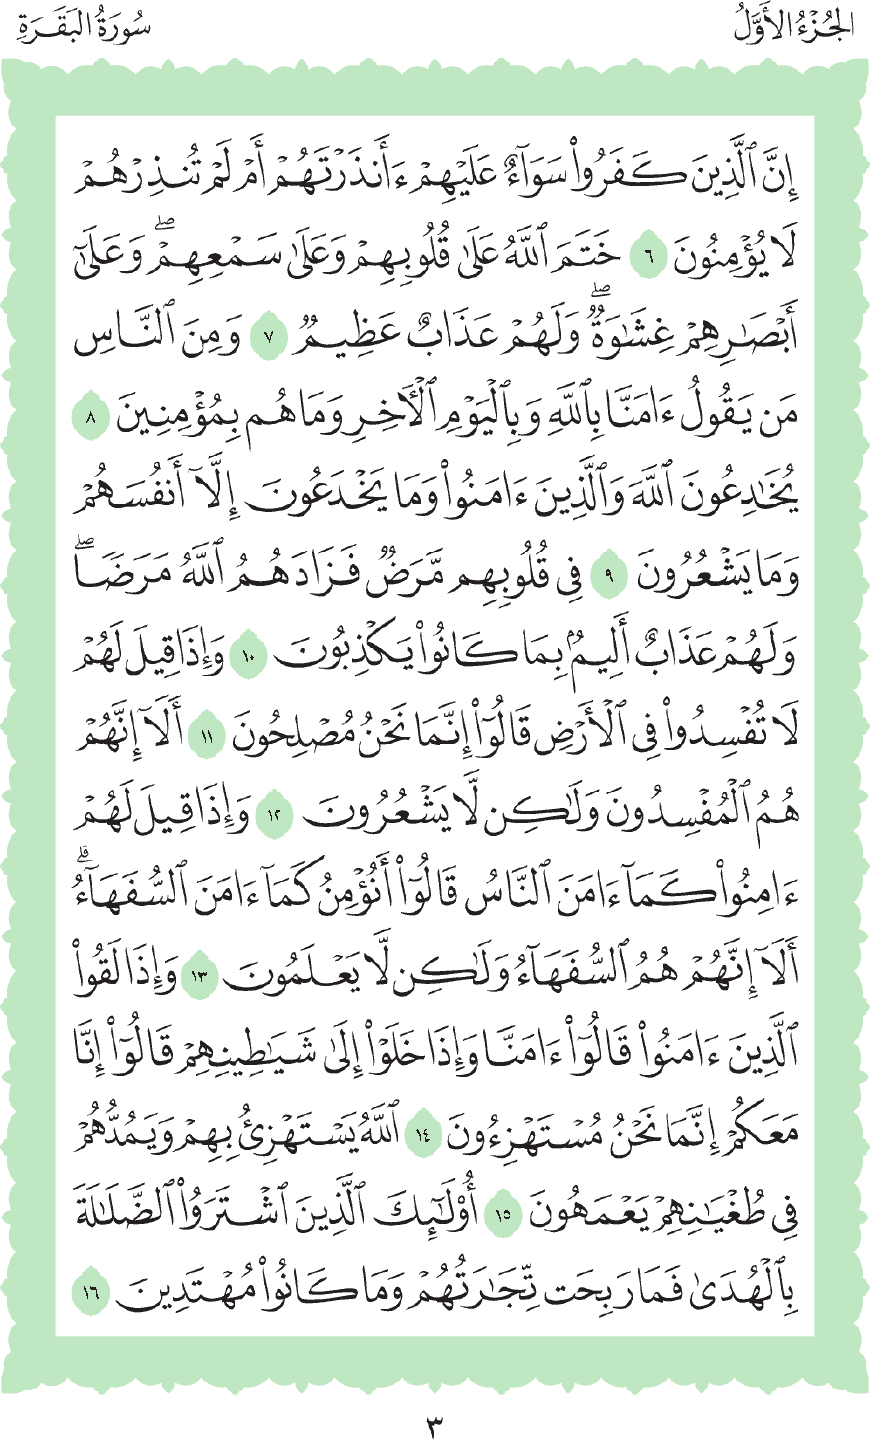 الجُزْءُ الأَوَّلُ
سُورَةُ البَقَرَةِ
إِنَّ ٱلَّذِينَ كَفَرُوا۟ سَوَآءٌ عَلَيْهِمْ ءَأَنذَرْتَهُمْ أَمْ لَمْ تُنذِرْهُمْ
لَا يُؤْمِنُونَ ٦ خَتَمَ ٱللَّهُ عَلَىٰ قُلُوبِهِمْ وَعَلَىٰ سَمْعِهِمْ ۖ وَعَلَىٰٓ
أَبْصَـٰرِهِمْ غِشَـٰوَةٌ ۖ وَلَهُمْ عَذَابٌ عَظِيمٌ ٧ وَمِنَ ٱلنَّاسِ
مَن يَقُولُ ءَامَنَّا بِٱللَّهِ وَبِٱلْيَوْمِ ٱلْـَٔاخِرِ وَمَا هُم بِمُؤْمِنِينَ ٨
يُخَـٰدِعُونَ ٱللَّهَ وَٱلَّذِينَ ءَامَنُوا۟ وَمَا يَخْدَعُونَ إِلَّآ أَنفُسَهُمْ
وَمَا يَشْعُرُونَ ٩ فِى قُلُوبِهِم مَّرَضٌ فَزَادَهُمُ ٱللَّهُ مَرَضًا ۖ
وَلَهُمْ عَذَابٌ أَلِيمٌۢ بِمَا كَانُوا۟ يَكْذِبُونَ ١٠ وَإِذَا قِيلَ لَهُمْ
لَا تُفْسِدُوا۟ فِى ٱلْأَرْضِ قَالُوٓا۟ إِنَّمَا نَحْنُ مُصْلِحُونَ ١١ أَلَآ إِنَّهُمْ
هُمُ ٱلْمُفْسِدُونَ وَلَـٰكِن لَّا يَشْعُرُونَ ١٢ وَإِذَا قِيلَ لَهُمْ
ءَامِنُوا۟ كَمَآ ءَامَنَ ٱلنَّاسُ قَالُوٓا۟ أَنُؤْمِنُ كَمَآ ءَامَنَ ٱلسُّفَهَآءُ ۗ
أَلَآ إِنَّهُمْ هُمُ ٱلسُّفَهَآءُ وَلَـٰكِن لَّا يَعْلَمُونَ ١٣ وَإِذَا لَقُوا۟
ٱلَّذِينَ ءَامَنُوا۟ قَالُوٓا۟ ءَامَنَّا وَإِذَا خَلَوْا۟ إِلَىٰ شَيَـٰطِينِهِمْ قَالُوٓا۟ إِنَّا
مَعَكُمْ إِنَّمَا نَحْنُ مُسْتَهْزِءُونَ ١٤ ٱللَّهُ يَسْتَهْزِئُ بِهِمْ وَيَمُدُّهُمْ
فِى طُغْيَـٰنِهِمْ يَعْمَهُونَ ١٥ أُو۟لَـٰٓئِكَ ٱلَّذِينَ ٱشْتَرَوُا۟ ٱلضَّلَـٰلَةَ
بِٱلْهُدَىٰ فَمَا رَبِحَت تِّجَـٰرَتُهُمْ وَمَا كَانُوا۟ مُهْتَدِينَ ١٦
٣